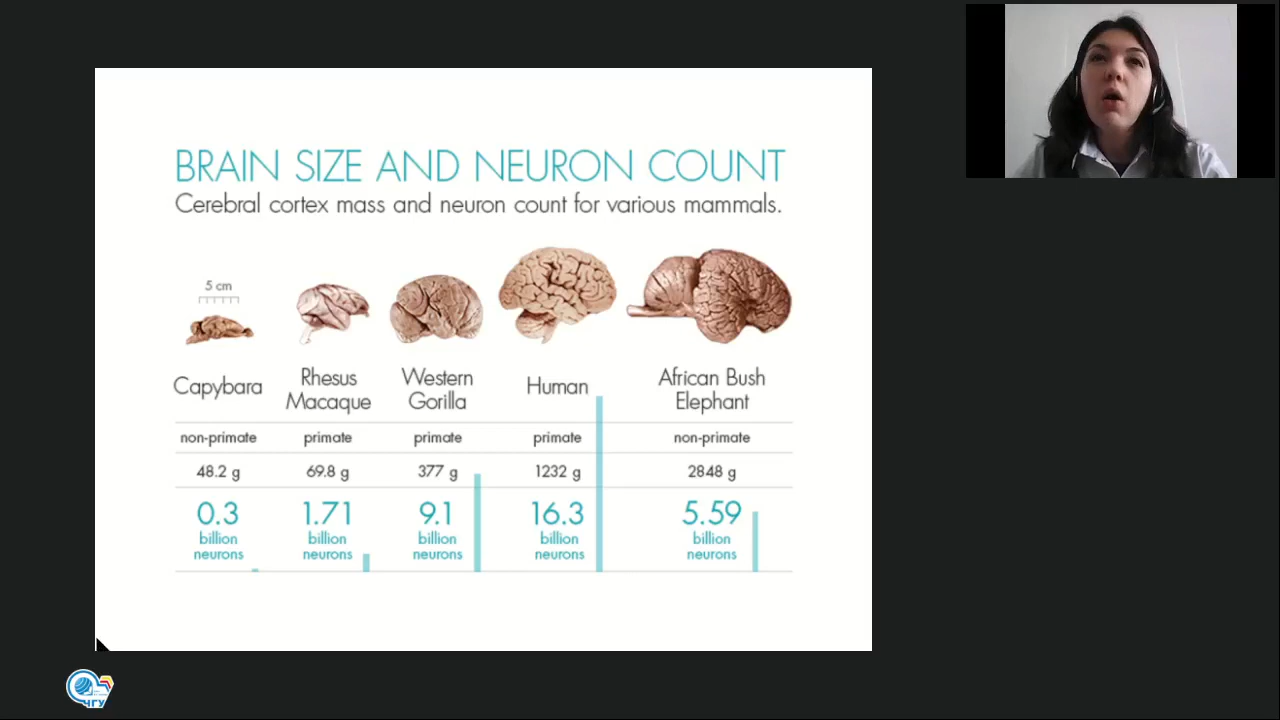 BRAIN SIZE AND NEURON COUNT
Cerebral cortex mass and neuron count for various mammals.
5 cm
Capybara
Rhesus
Macaque
Western
Gorilla
Human
African Bush
Elephant
non-primate primate primate primate non-primate
48.2 g 69.8 g 377 g 1232 g 2848 g
0.3 1.71 9.1 16.3 5.59
billion billion billion billion billion
neurons neurons neurons neurons neurons
ЧГУ